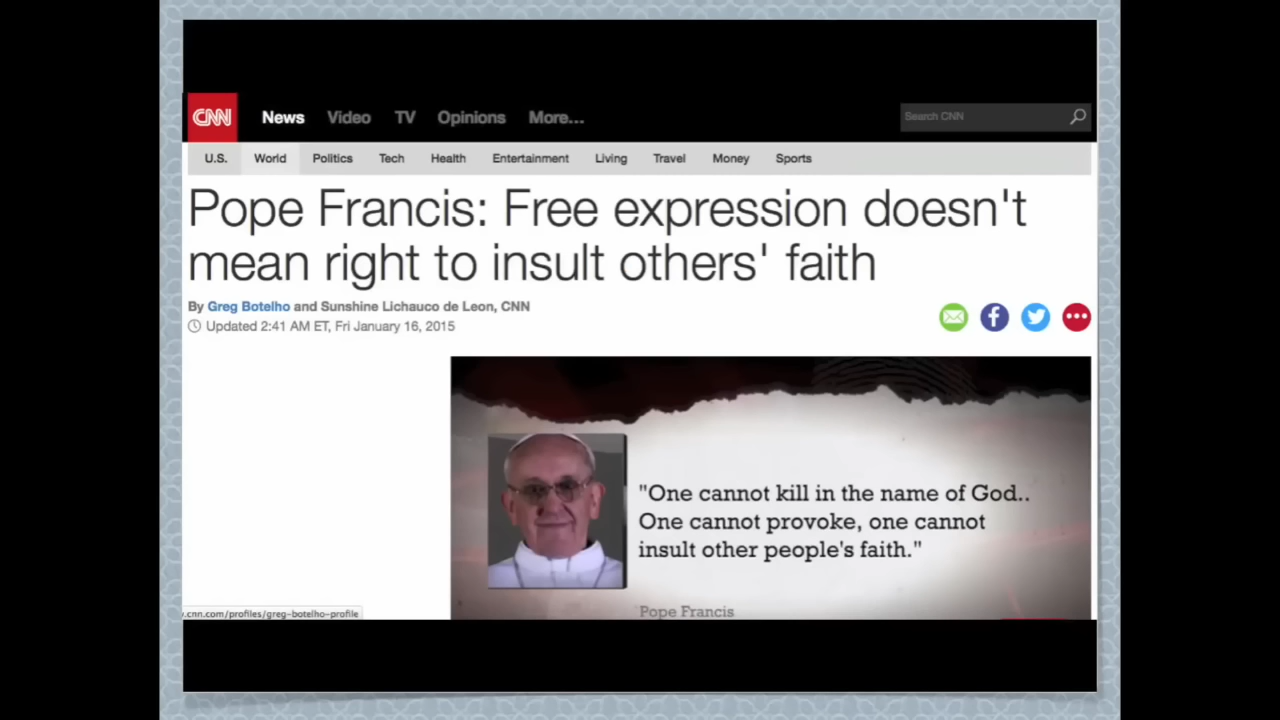 CNN News Video TV Opinions More... Search CNN
U.S. World Politics Tech Health Entertainment Living Travel Money Sports
Pope Francis: Free expression doesn't
mean right to insult others' faith
By Greg Botelho and Sunshine Lichauco de Leon, CNN
Updated 2:41 AM ET, Fri January 16, 2015
"One cannot kill in the name of God..
One cannot provoke, one cannot
insult other people's faith."
Pope Francis
.cnn.com/profiles/greg-botelho-profile